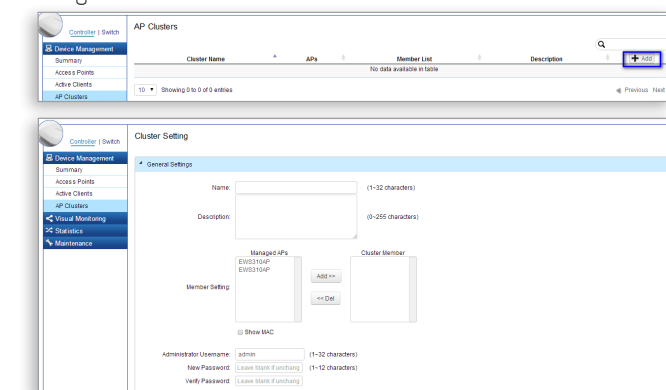 Controller | Switch
AP Clusters
Device Management
Summary
Access Points
Active Clients
AP Clusters
Cluster Name APs Member List Description + Add
No data available in table
10 Showing 0 to 0 of 0 entries
Previous Next
Controller | Switch
Cluster Setting
Device Management
Summary
Access Points
Active Clients
AP Clusters
Visual Monitoring
Statistics
Maintenance
General Settings
Name: (1~32 characters)
Description: (0~255 characters)
Managed APs Cluster Member
EWS310AP
EWS310AP
Member Setting:
Add >>
<< Del
Show MAC
Administrator Username: admin (1~32 characters)
New Password: Leave blank if unchang (1~12 characters)
Verify Password: Leave blank if unchang